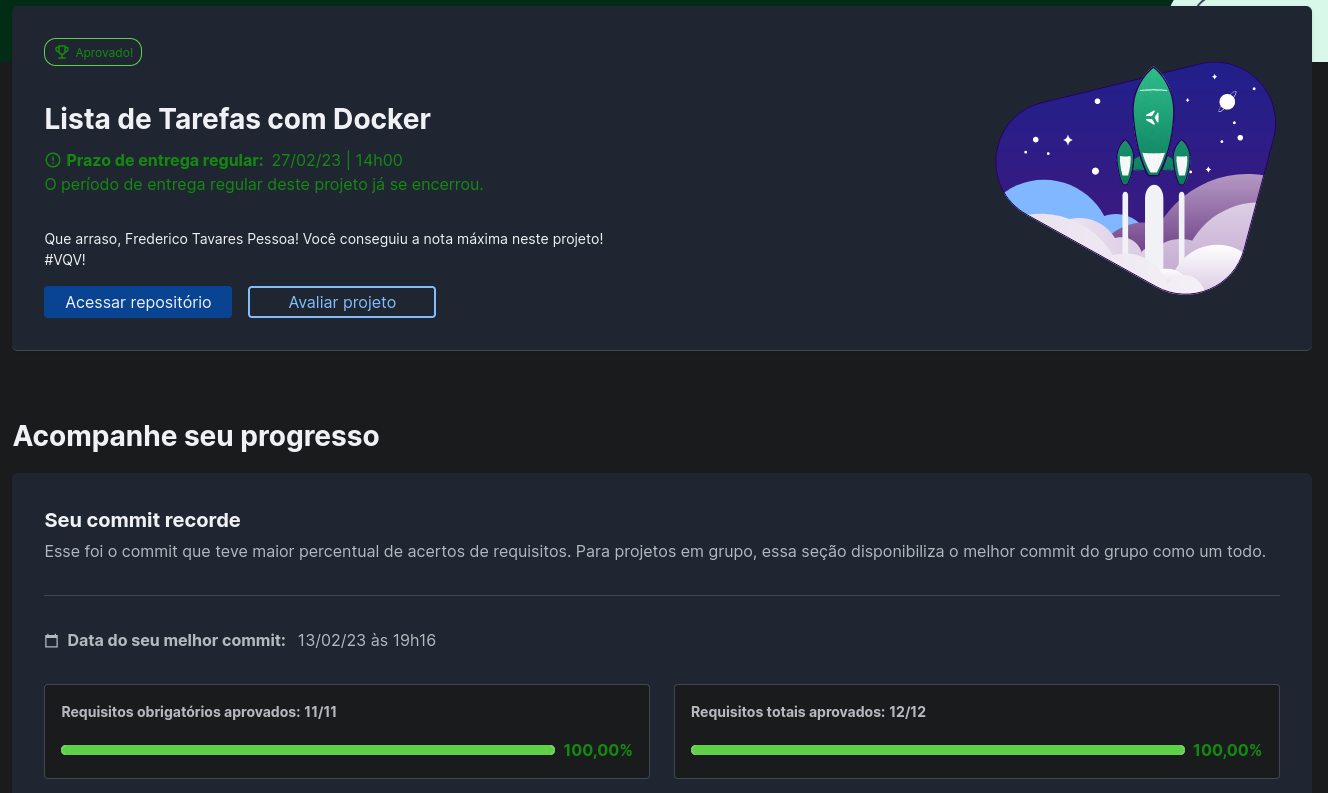 Aprovado!
Lista de Tarefas com Docker
Prazo de entrega regular: 27/02/23 | 14h00
O período de entrega regular deste projeto já se encerrou.
Que arraso, Frederico Tavares Pessoa! Você conseguiu a nota máxima neste projeto!
#VQV!
Acessar repositório
Avaliar projeto
Acompanhe seu progresso
Seu commit recorde
Esse foi o commit que teve maior percentual de acertos de requisitos. Para projetos em grupo, essa seção disponibiliza o melhor commit do grupo como um todo.
Data do seu melhor commit: 13/02/23 às 19h16
Requisitos obrigatórios aprovados: 11/11
100,00%
Requisitos totais aprovados: 12/12
100,00%